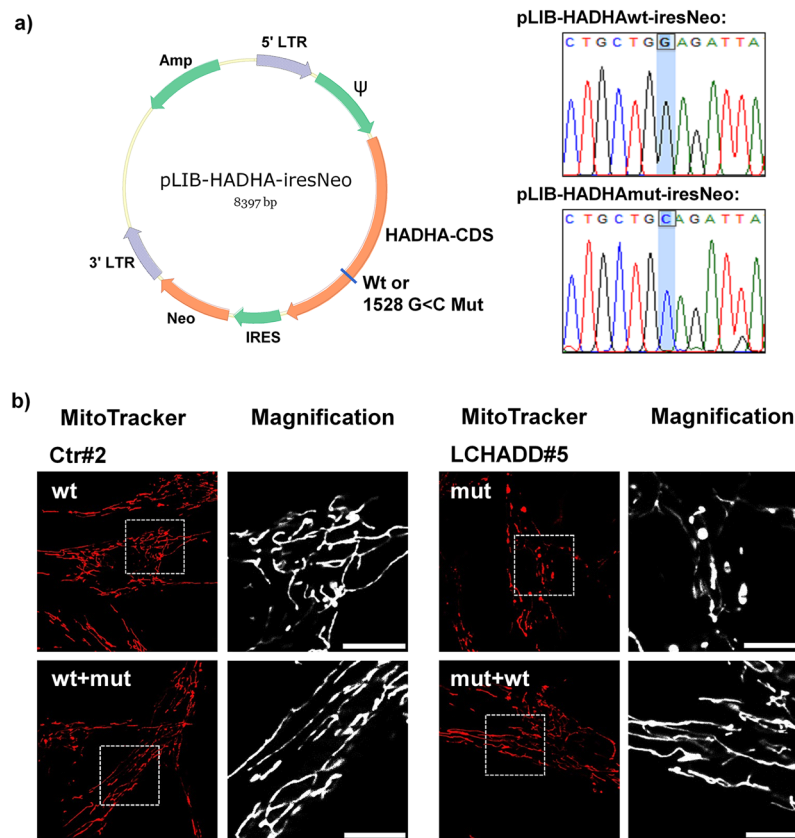 a)
pLIB-HADHAwt-iresNeo:
C T G C T G G A G A T T A
5' LTR
Amp
Ψ
pLIB-HADHA-iresNeo
8397 bp
HADHA-CDS
3' LTR
Wt or
1528 G<C Mut
Neo
IRES
pLIB-HADHAmut-iresNeo:
C T G C T G C A G A T T A
b)
MitoTracker Magnification MitoTracker Magnification
Ctr#2 LCHADD#5
wt mut
wt+mut mut+wt